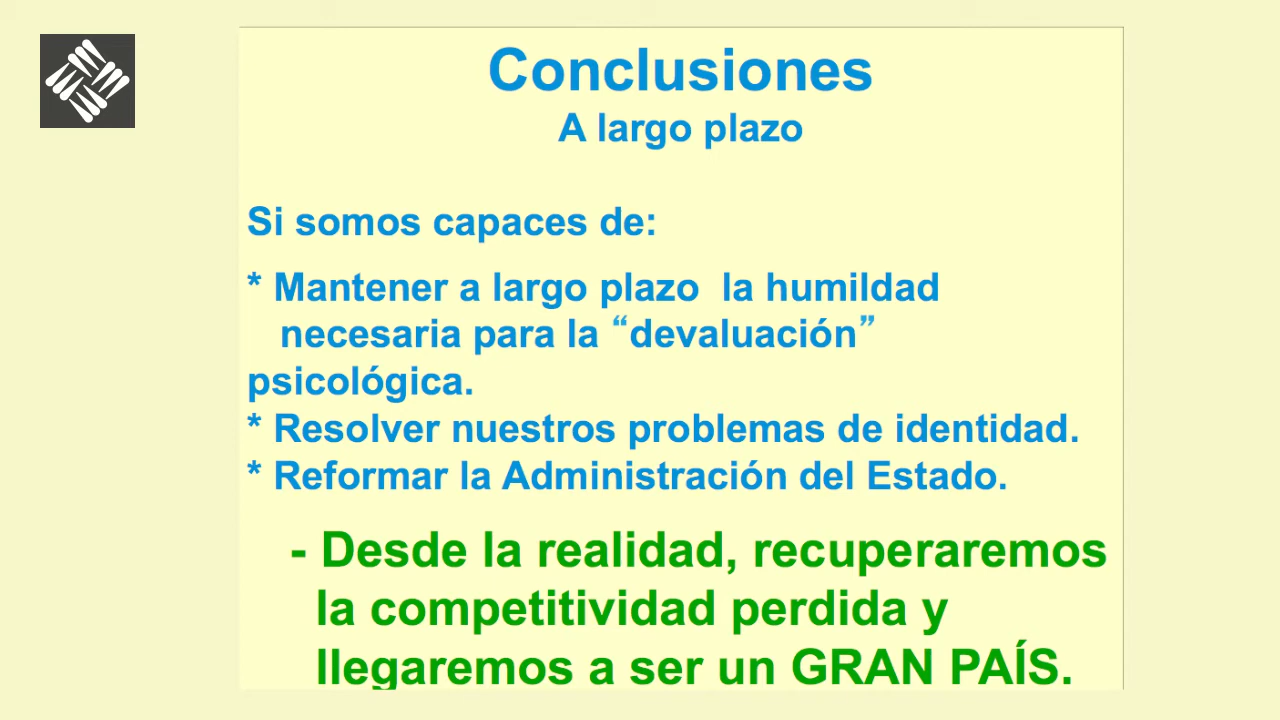 Conclusiones
A largo plazo
Si somos capaces de:
* Mantener a largo plazo  la humildad
necesaria para la “devaluación”
psicológica.
* Resolver nuestros problemas de identidad.
* Reformar la Administración del Estado.
- Desde la realidad, recuperaremos
la competitividad perdida y
llegaremos a ser un GRAN PAÍS.